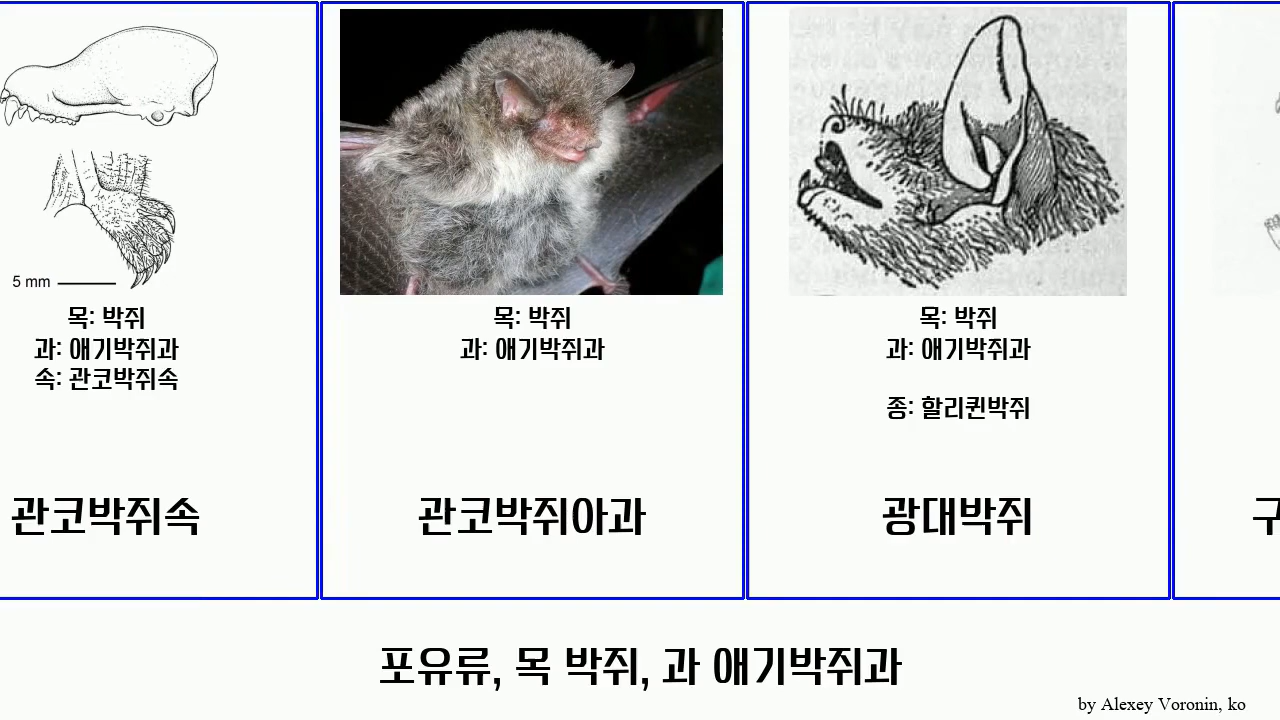 5 mm
목: 박쥐
과: 애기박쥐과
속: 관코박쥐속
관코박쥐속
목: 박쥐
과: 애기박쥐과
관코박쥐아과
목: 박쥐
과: 애기박쥐과
종: 할리퀸박쥐
광대박쥐
구
포유류, 목 박쥐, 과 애기박쥐과
by Alexey Voronin, ko